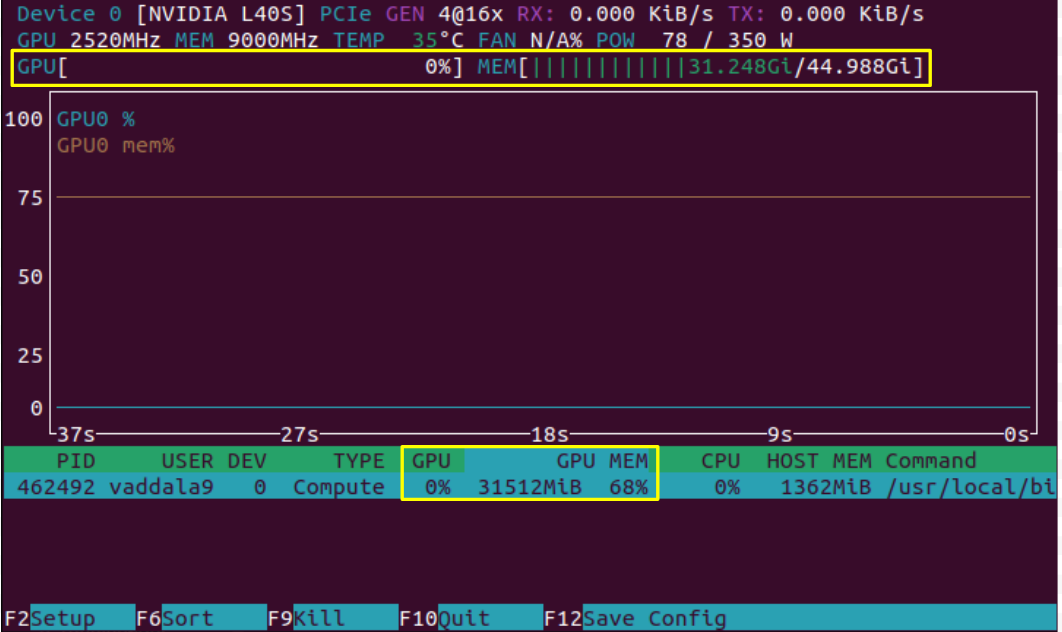 Device 0 [NVIDIA L40S] PCIe GEN 4@16x RX: 0.000 KiB/s TX: 0.000 KiB/s
GPU 2520MHz MEM 9000MHz TEMP 35°C FAN N/A% POW 78 / 350 W
GPU[ 0%] MEM[||||||||||||31.248Gi/44.988Gi]
100 GPU0 %
GPU0 mem%
75
50
25
0
37s 27s 18s 9s 0s
PID USER DEV TYPE GPU GPU MEM CPU HOST MEM Command
462492 vaddala9 0 Compute 0% 31512MiB 68% 0% 1362MiB /usr/local/bi
F2Setup F6Sort F9Kill F10Quit F12Save Config